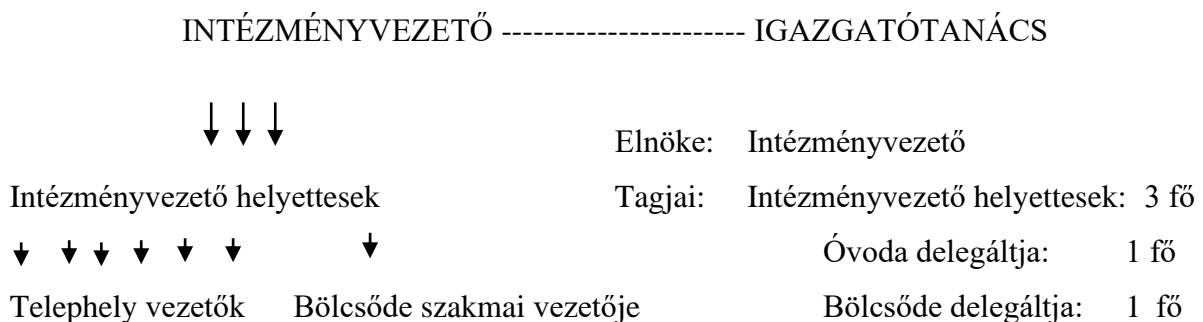 INTÉZMÉNYVEZETŐ ----------------------- IGAZGATÓTANÁCS
Elnöke: Intézményvezető
Intézményvezető helyettesek Tagjai: Intézményvezető helyettesek: 3 fő
Óvoda delegáltja: 1 fő
Telephely vezetők Bölcsőde szakmai vezetője Bölcsőde delegáltja: 1 fő